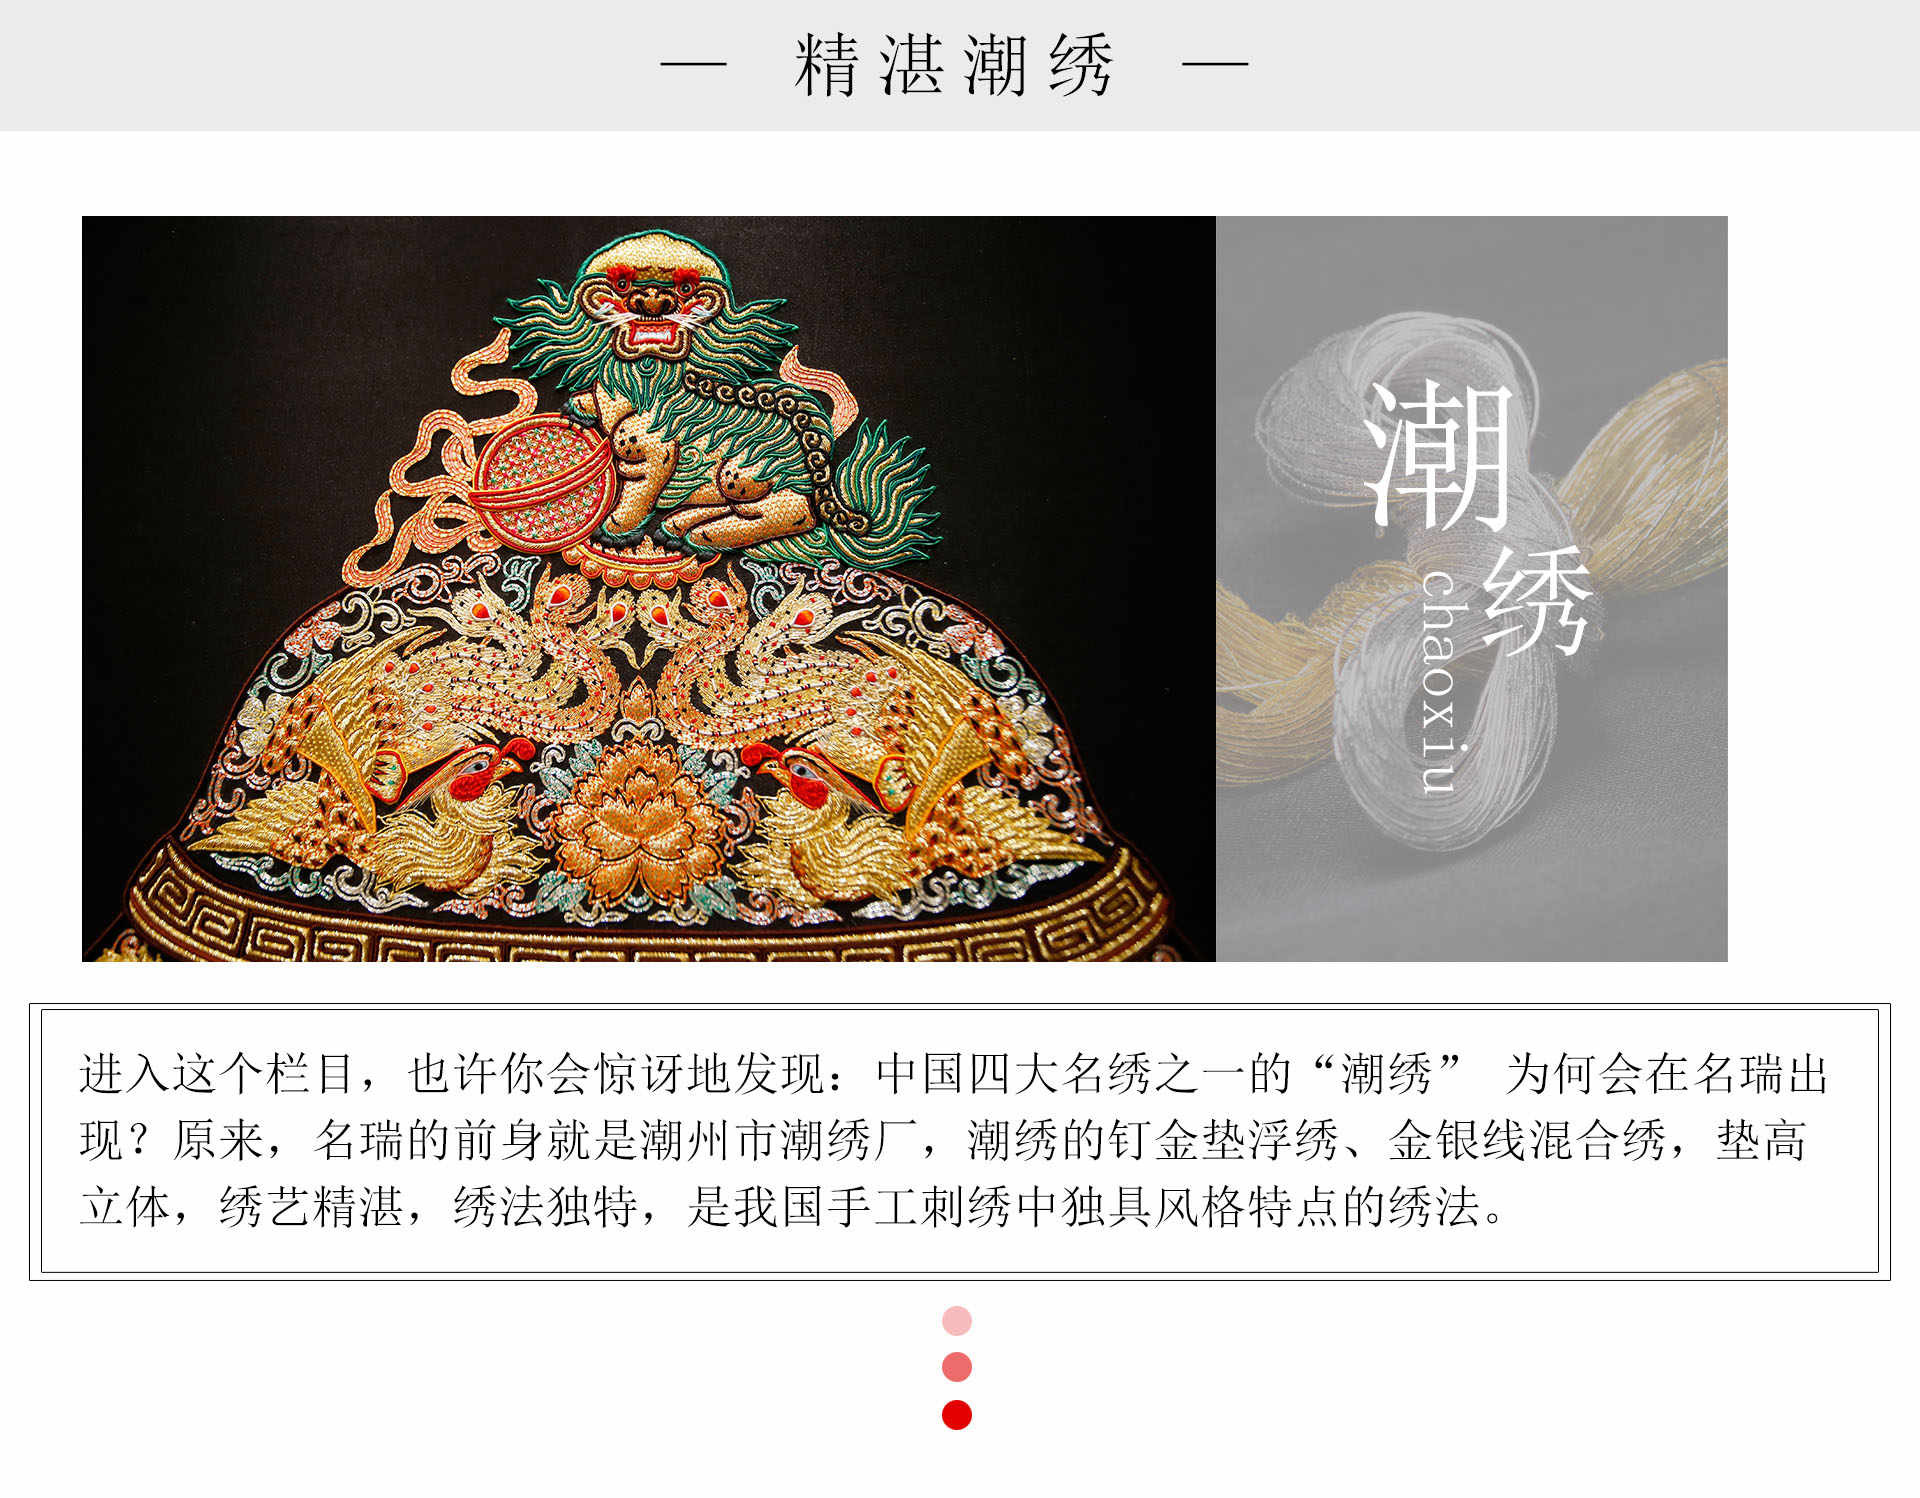 — 精湛潮绣 —
潮绣
chaoxiu
进入这个栏目，也许你会惊讶地发现：中国四大名绣之一的“潮绣” 为何会在名瑞出
现？原来，名瑞的前身就是潮州市潮绣厂，潮绣的钉金垫浮绣、金银线混合绣，垫高
立体，绣艺精湛，绣法独特，是我国手工刺绣中独具风格特点的绣法。